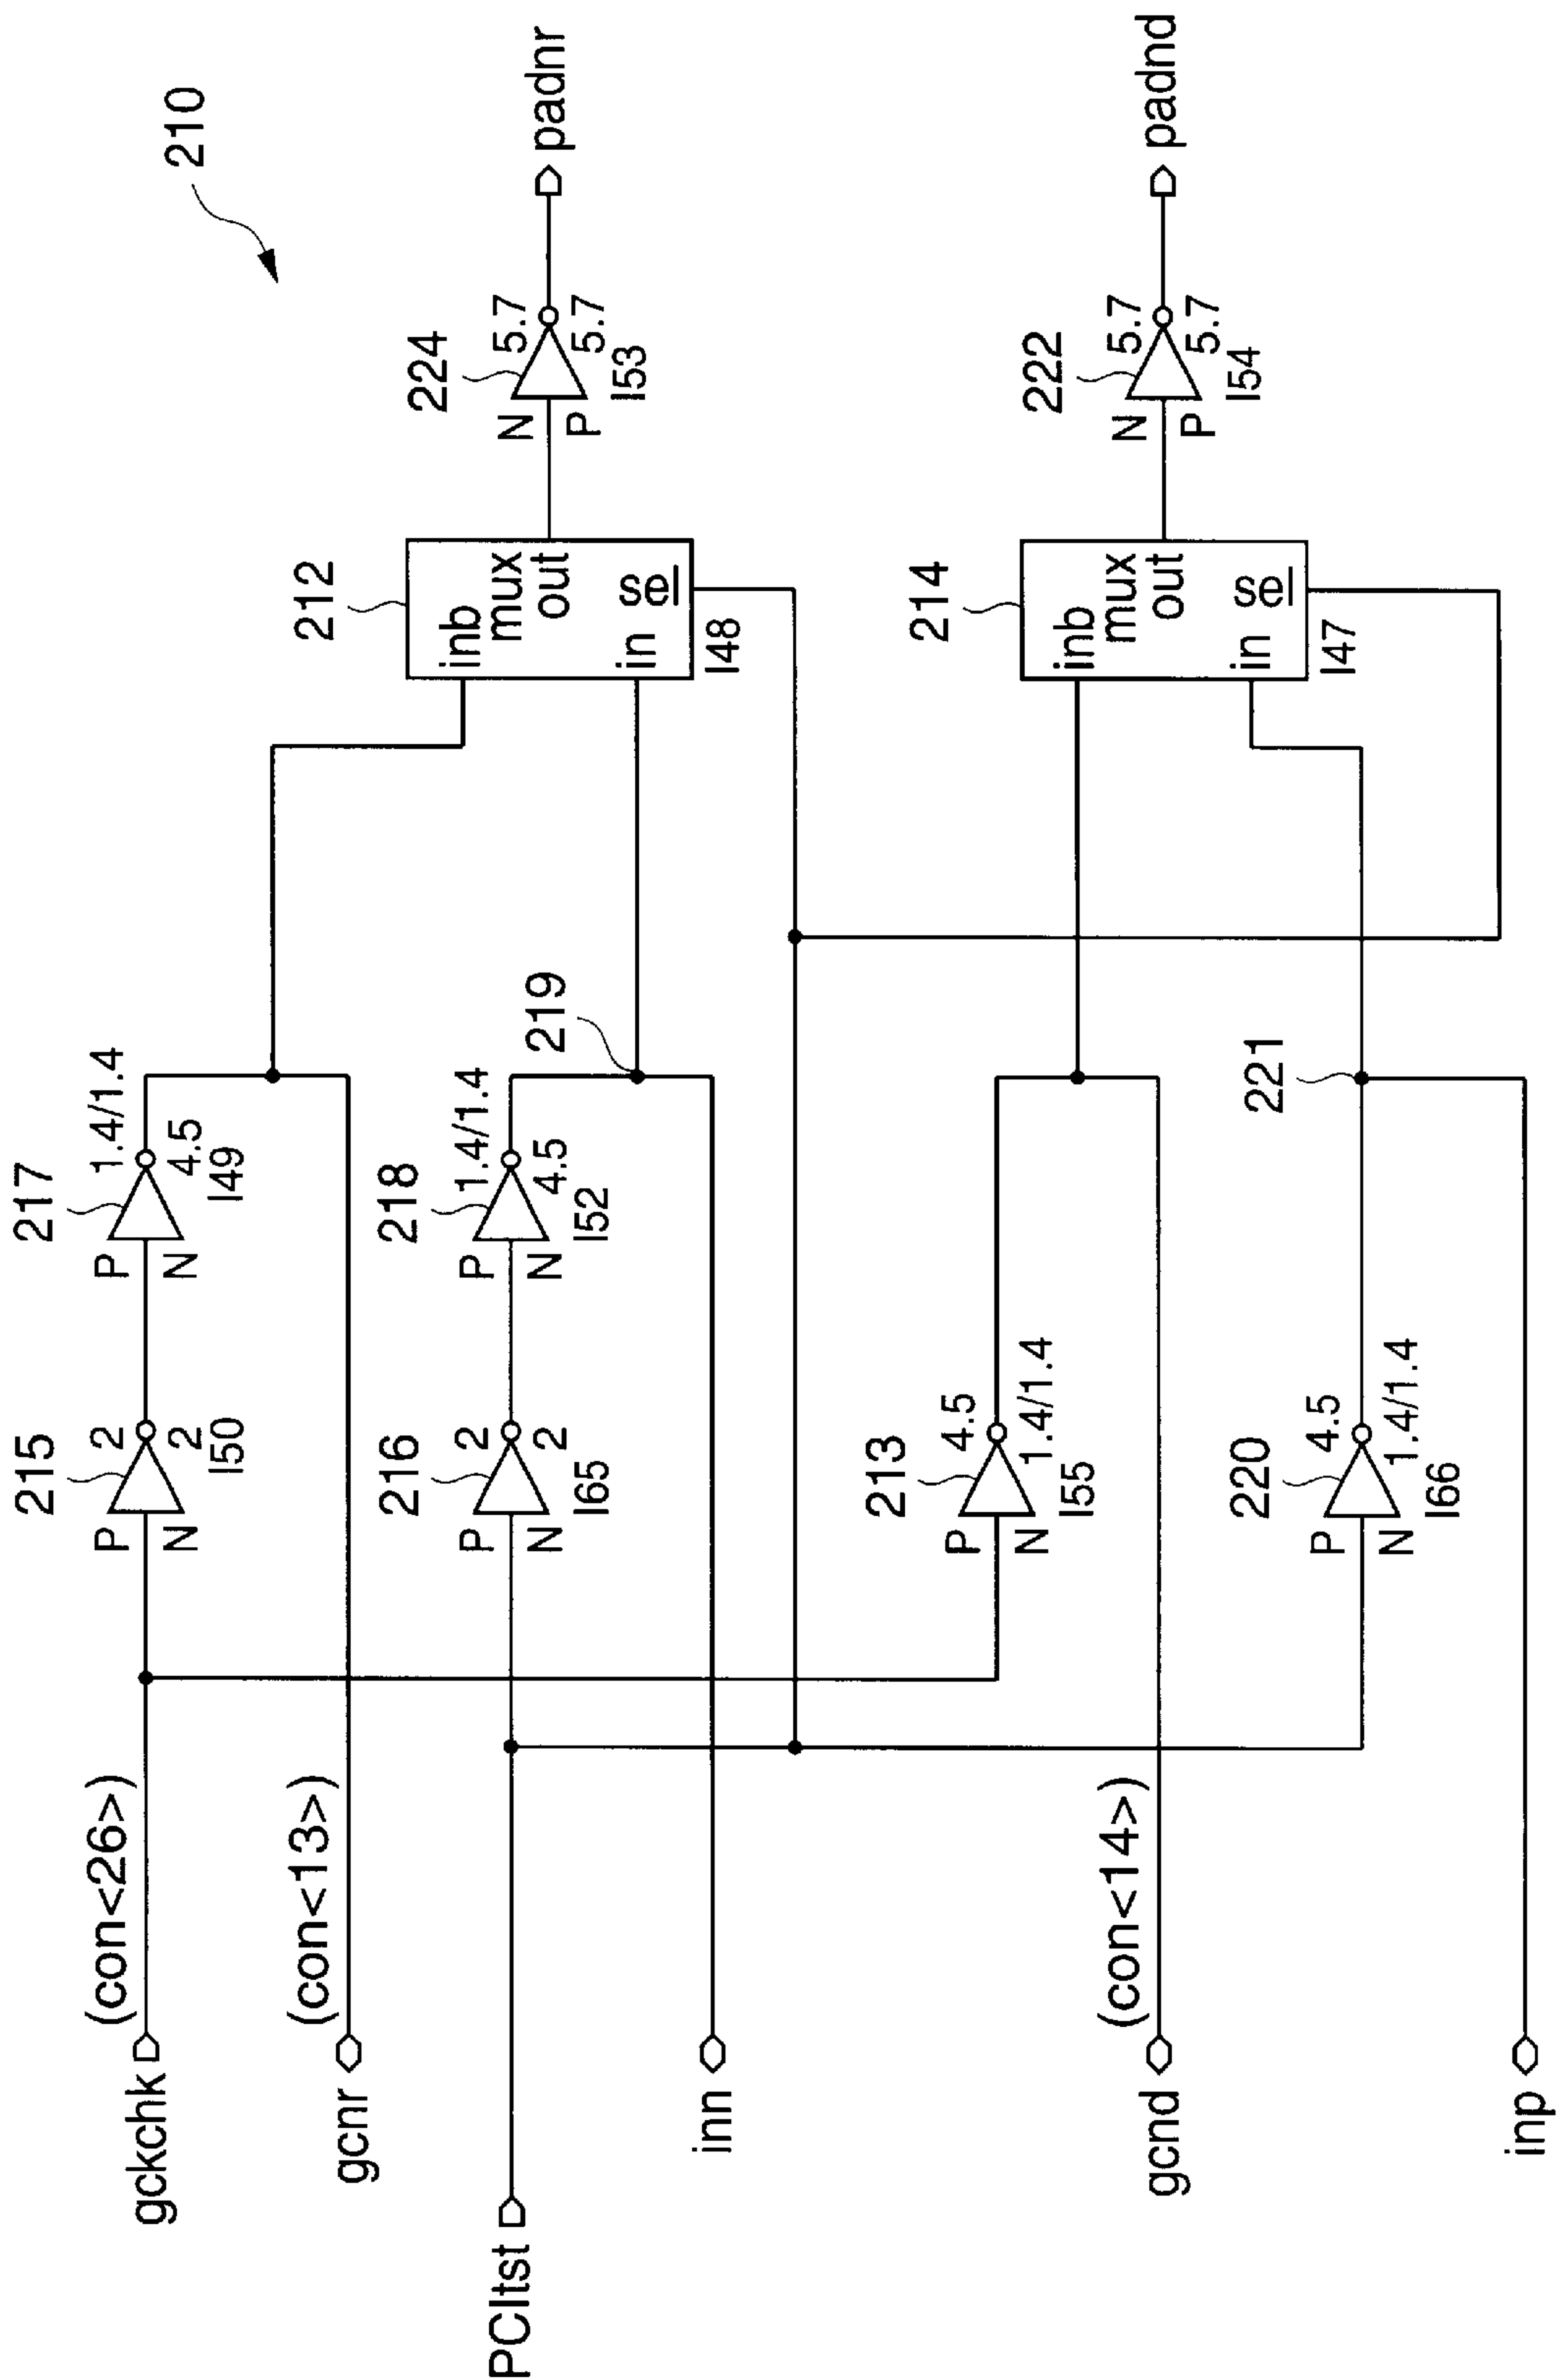 210
gckchk
(con<26>)
215
P
N
2
2
I50
217
P
N
1.4/1.4
4.5
I49
gcnr
(con<13>)
212
inb
mux
out
in
sel
I48
224
N
P
5.7
5.7
I53
padnr
PCItst
216
P
N
2
2
I65
218
P
N
1.4/1.4
4.5
I52
219
inn
213
P
N
4.5
1.4/1.4
I55
gcnd
(con<14>)
214
inb
mux
out
in
sel
I47
222
N
P
5.7
5.7
I54
padnd
220
P
N
4.5
1.4/1.4
I66
221
inp